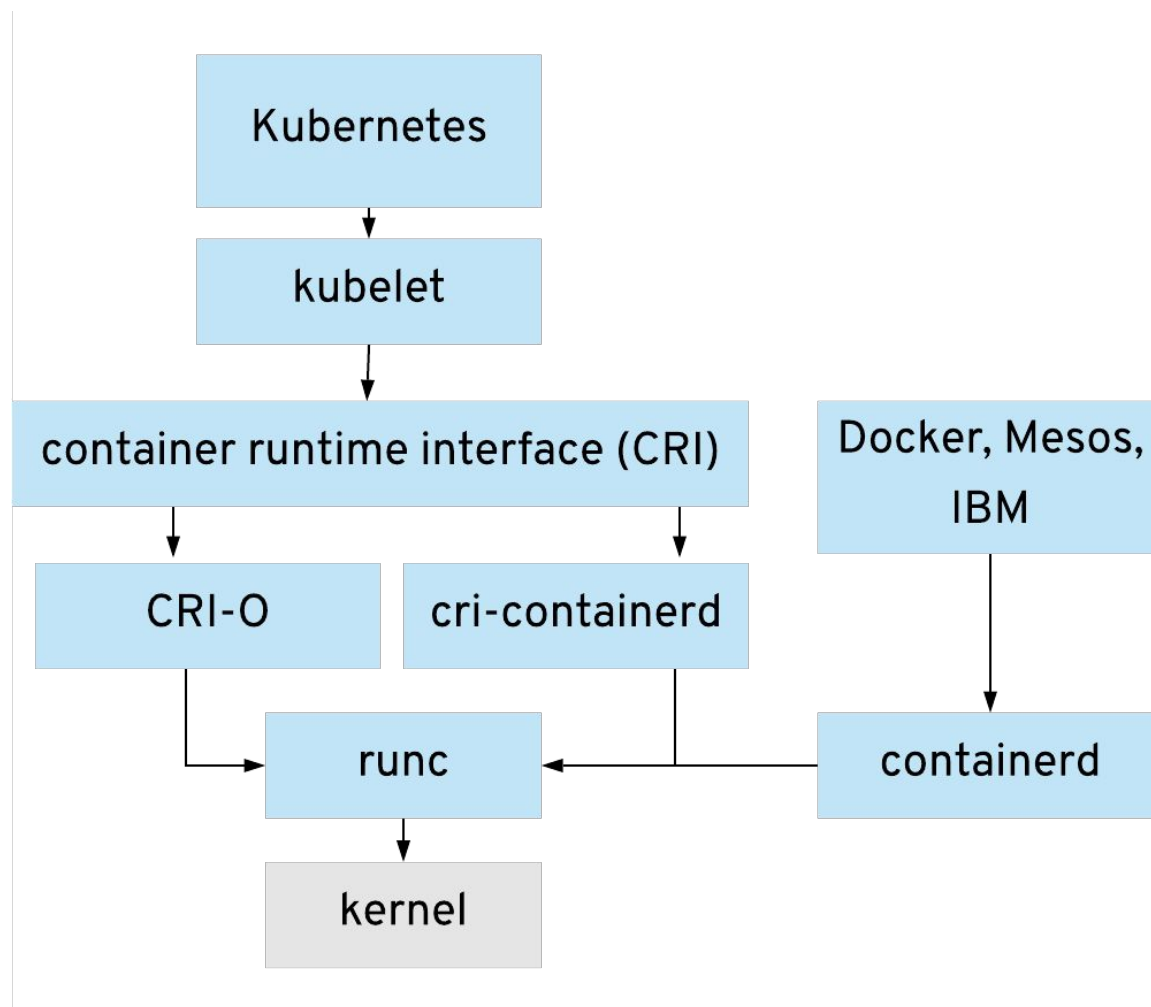 Kubernetes
kubelet
container runtime interface (CRI)
Docker, Mesos,
IBM
CRI-O
cri-containerd
runc
containerd
kernel